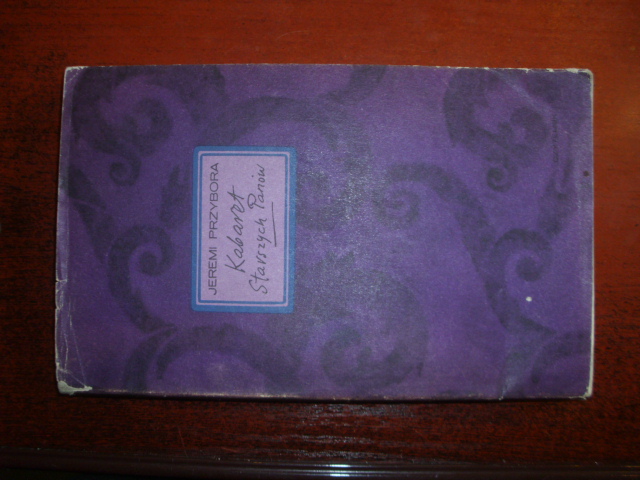 JEREMI PRZYBORA
Kabaret
Starszych Panów